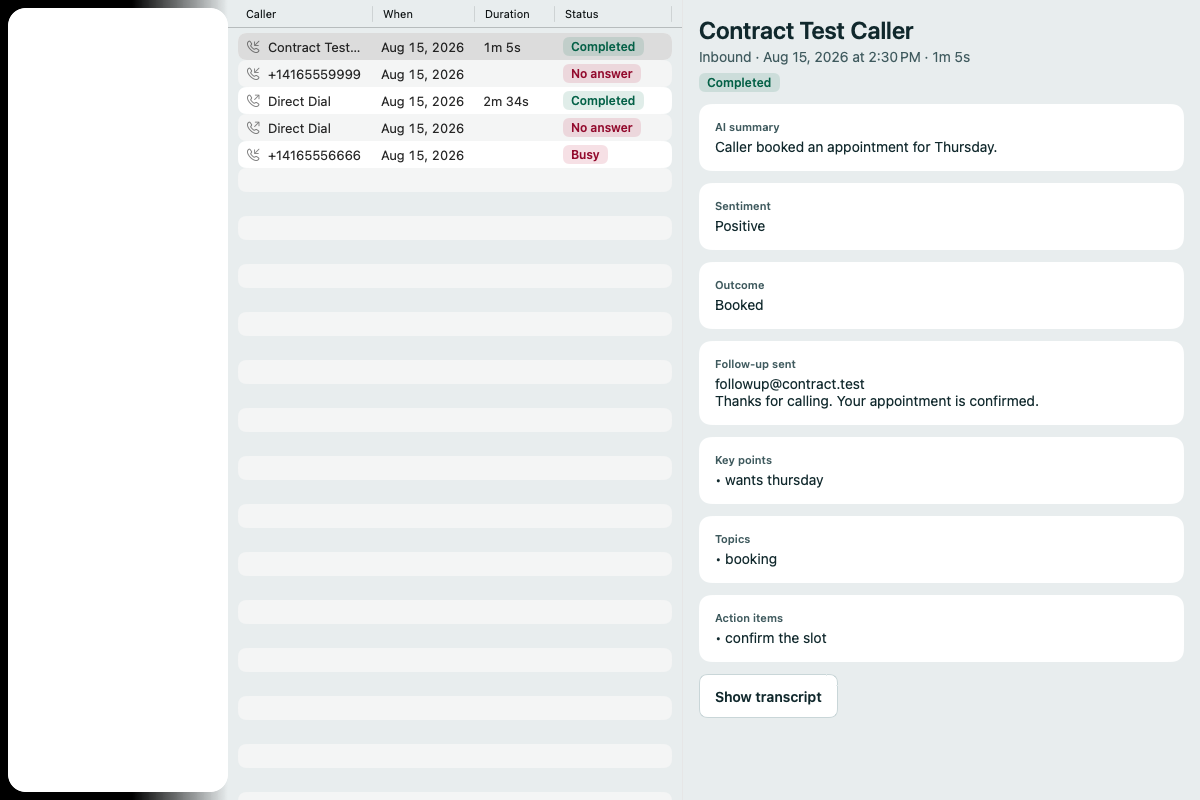 Caller When Duration Status
Contract Test… Aug 15, 2026 1m 5s Completed
+14165559999 Aug 15, 2026 No answer
Direct Dial Aug 15, 2026 2m 34s Completed
Direct Dial Aug 15, 2026 No answer
+14165556666 Aug 15, 2026 Busy
Contract Test Caller
Inbound · Aug 15, 2026 at 2:30 PM · 1m 5s
Completed
AI summary
Caller booked an appointment for Thursday.
Sentiment
Positive
Outcome
Booked
Follow-up sent
followup@contract.test
Thanks for calling. Your appointment is confirmed.
Key points
• wants thursday
Topics
• booking
Action items
• confirm the slot
Show transcript